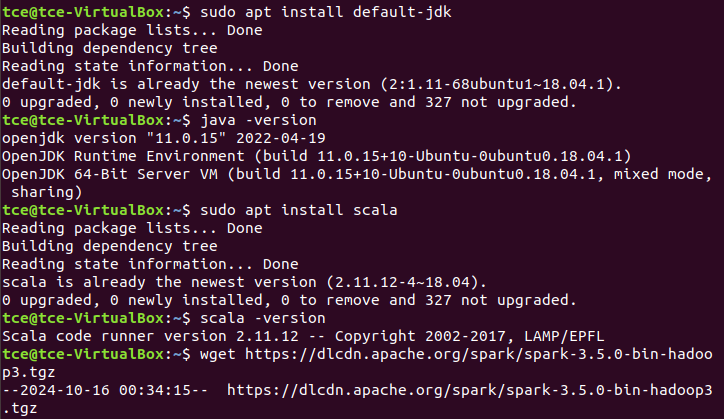 tce@tce-VirtualBox:~$ sudo apt install default-jdk
Reading package lists... Done
Building dependency tree
Reading state information... Done
default-jdk is already the newest version (2:1.11-68ubuntu1~18.04.1).
0 upgraded, 0 newly installed, 0 to remove and 327 not upgraded.
tce@tce-VirtualBox:~$ java -version
openjdk version "11.0.15" 2022-04-19
OpenJDK Runtime Environment (build 11.0.15+10-Ubuntu-0ubuntu0.18.04.1)
OpenJDK 64-Bit Server VM (build 11.0.15+10-Ubuntu-0ubuntu0.18.04.1, mixed mode,
 sharing)
tce@tce-VirtualBox:~$ sudo apt install scala
Reading package lists... Done
Building dependency tree
Reading state information... Done
scala is already the newest version (2.11.12-4~18.04).
0 upgraded, 0 newly installed, 0 to remove and 327 not upgraded.
tce@tce-VirtualBox:~$ scala -version
Scala code runner version 2.11.12 -- Copyright 2002-2017, LAMP/EPFL
tce@tce-VirtualBox:~$ wget https://dlcdn.apache.org/spark/spark-3.5.0-bin-hadoo
p3.tgz
--2024-10-16 00:34:15--  https://dlcdn.apache.org/spark/spark-3.5.0-bin-hadoop3
.tgz